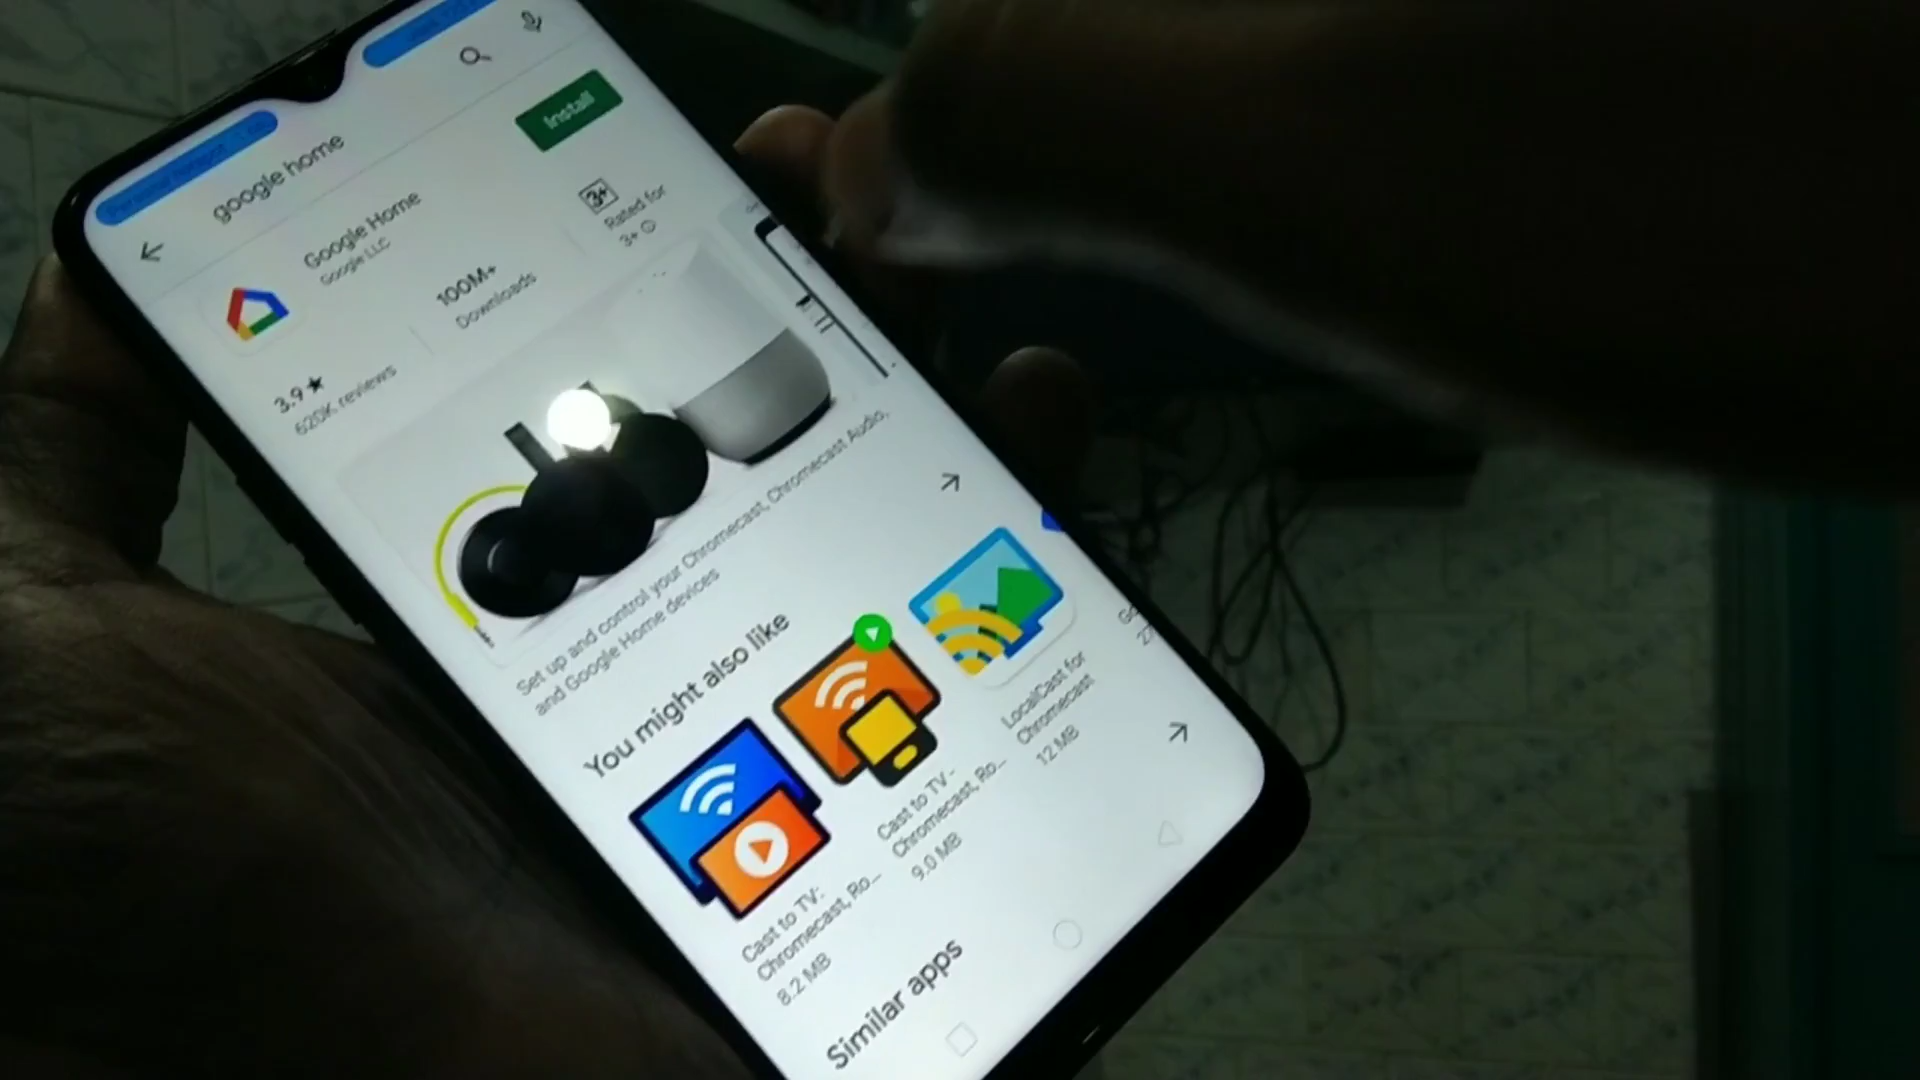 google home
Install
Google Home
Google LLC
3.9★
620K reviews
100M+
Downloads
3+
Rated for
3+
Set up and control your Chromecast, Chromecast Audio,
and Google Home devices
You might also like
Cast to TV:
Chromecast, Ro...
8.2 MB
Cast to TV -
Chromecast, Ro...
9.0 MB
LocalCast for
Chromecast
12 MB
Similar apps